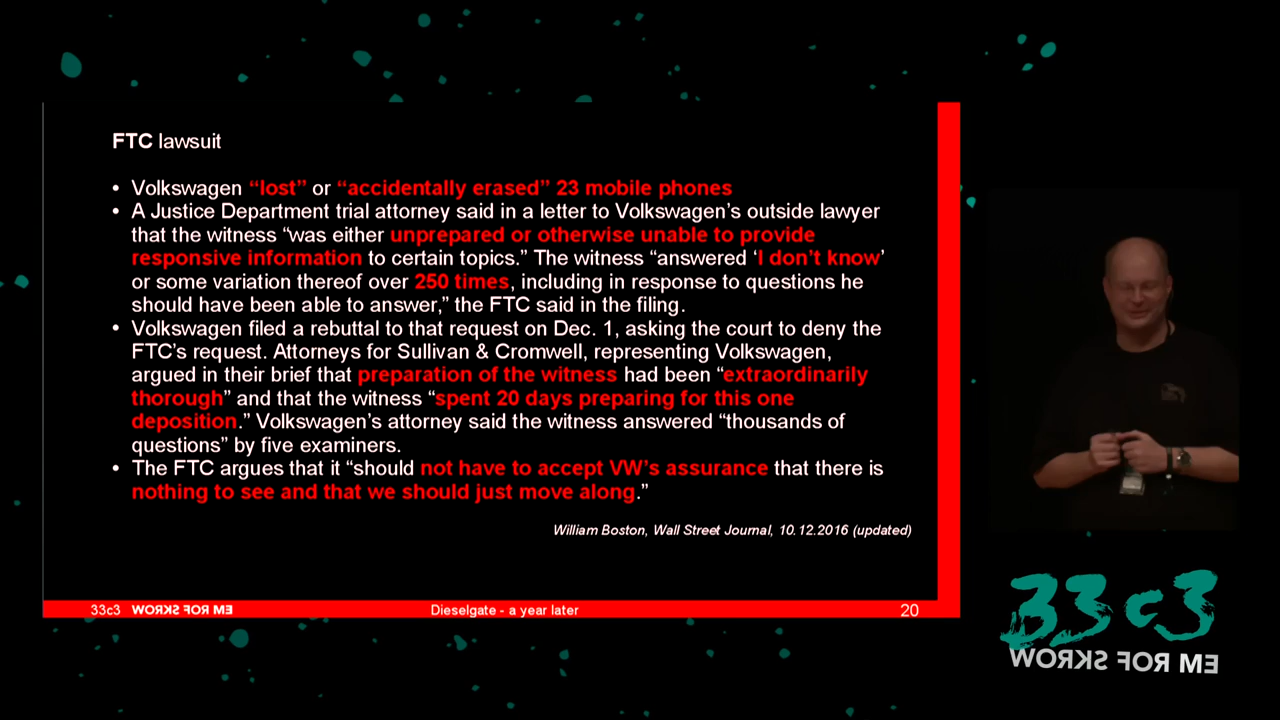 FTC lawsuit
• Volkswagen “lost” or “accidentally erased” 23 mobile phones
• A Justice Department trial attorney said in a letter to Volkswagen’s outside lawyer
that the witness “was either unprepared or otherwise unable to provide
responsive information to certain topics.” The witness “answered ‘I don’t know’
or some variation thereof over 250 times, including in response to questions he
should have been able to answer,” the FTC said in the filing.
• Volkswagen filed a rebuttal to that request on Dec. 1, asking the court to deny the
FTC’s request. Attorneys for Sullivan & Cromwell, representing Volkswagen,
argued in their brief that preparation of the witness had been “extraordinarily
thorough” and that the witness “spent 20 days preparing for this one
deposition.” Volkswagen’s attorney said the witness answered “thousands of
questions” by five examiners.
• The FTC argues that it “should not have to accept VW’s assurance that there is
nothing to see and that we should just move along.”
William Boston, Wall Street Journal, 10.12.2016 (updated)
33c3 WORKS FOR ME Dieselgate - a year later 20
33c3
WORKS FOR ME